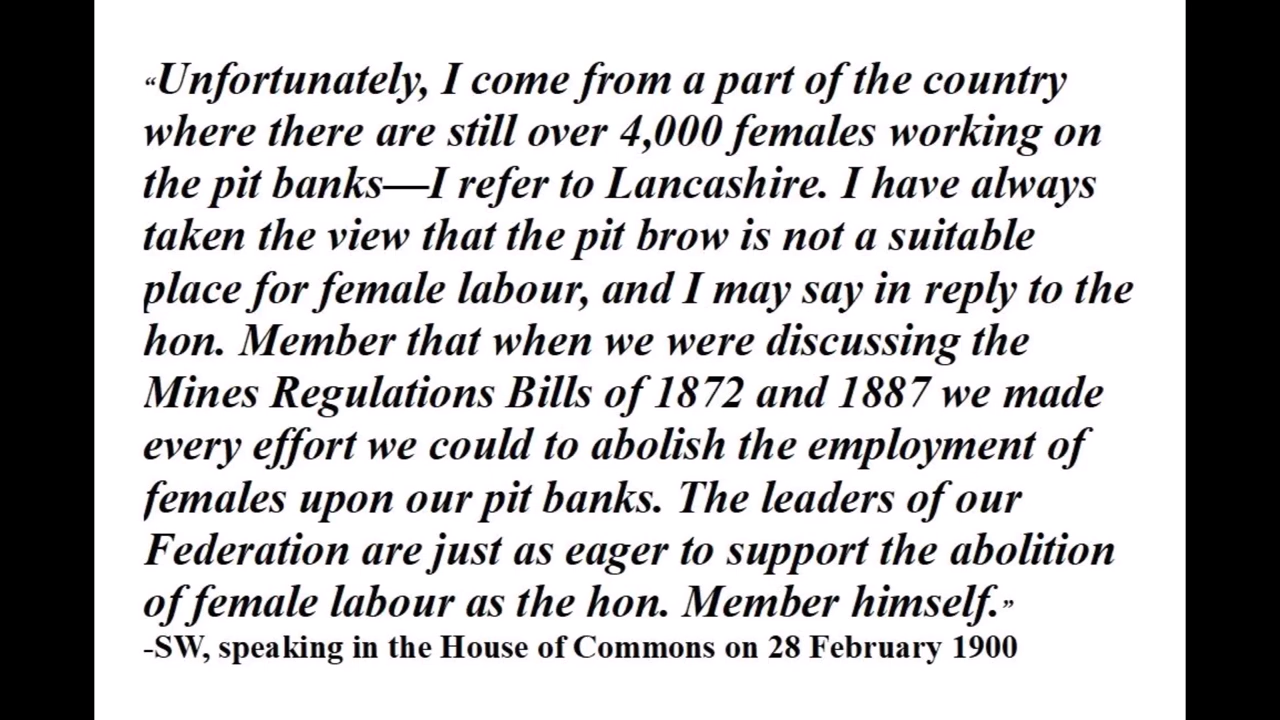 “Unfortunately, I come from a part of the country
where there are still over 4,000 females working on
the pit banks—I refer to Lancashire. I have always
taken the view that the pit brow is not a suitable
place for female labour, and I may say in reply to the
hon. Member that when we were discussing the
Mines Regulations Bills of 1872 and 1887 we made
every effort we could to abolish the employment of
females upon our pit banks. The leaders of our
Federation are just as eager to support the abolition
of female labour as the hon. Member himself.”
-SW, speaking in the House of Commons on 28 February 1900